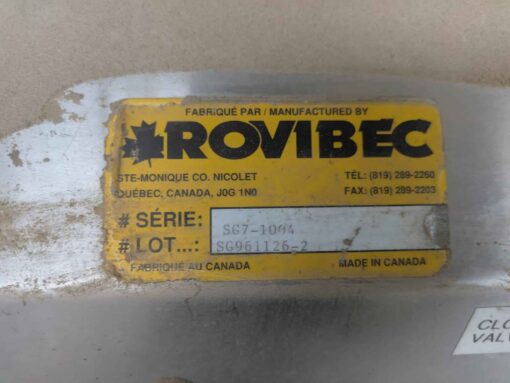 FABRIQUÉ PAR / MANUFACTURED BY
ROVIBEC
STE-MONIQUE CO. NICOLET
QUÉBEC, CANADA, J0G 1N0
TÉL: (819) 289-2260
FAX: (819) 289-2203
# SÉRIE: SG7-1004
# LOT...: SG961126-2
FABRIQUÉ AU CANADA
MADE IN CANADA